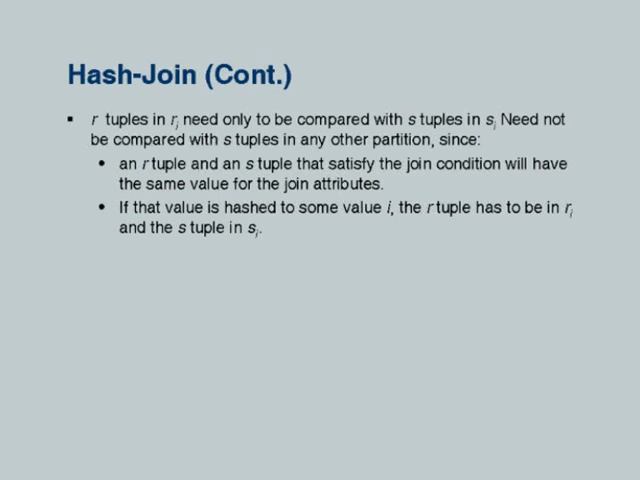 Hash-Join (Cont.)
▪ r tuples in ri need only to be compared with s tuples in si Need not
be compared with s tuples in any other partition, since:
• an r tuple and an s tuple that satisfy the join condition will have
the same value for the join attributes.
• If that value is hashed to some value i, the r tuple has to be in ri
and the s tuple in si.